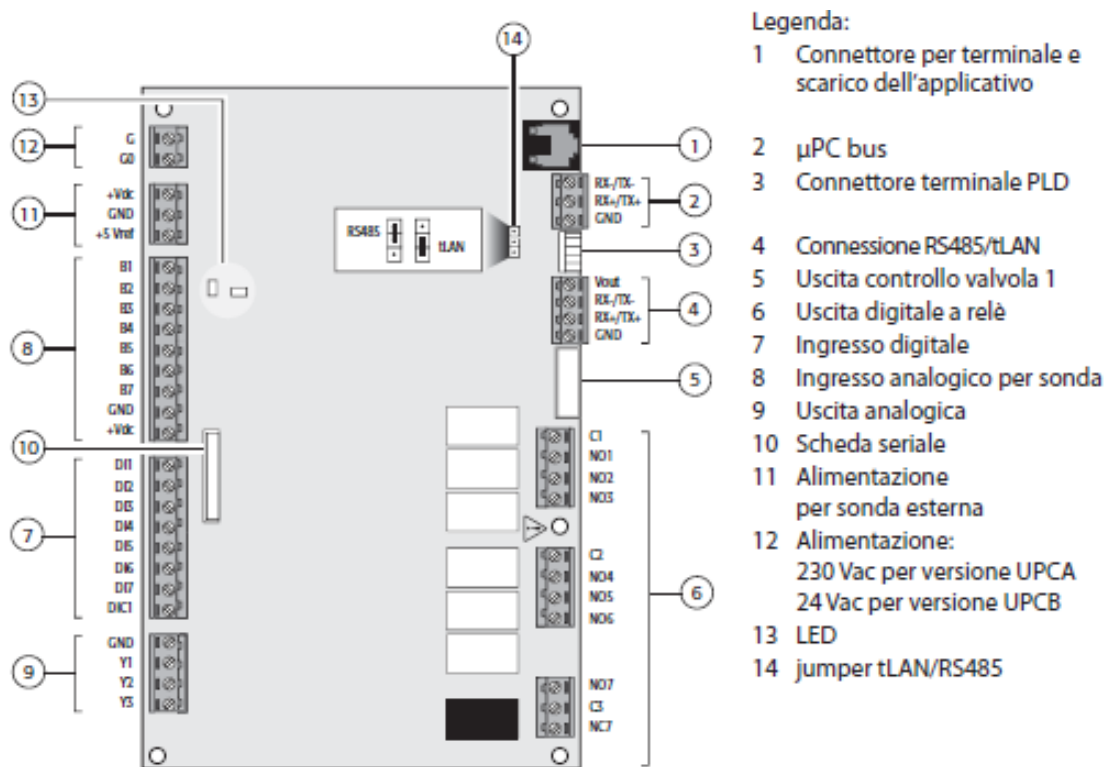 14
13
12
G
G0
11
+Vdc
GND
+5 Vref
8
B1
B2
B3
B4
B5
B6
B7
GND
+Vdc
10
7
DI1
DI2
DI3
DI4
DI5
DI6
DI7
DIC1
9
GND
Y1
Y2
Y3
RS485
tLAN
1
RX-/TX-
RX+/TX+
GND
2
3
Vout
RX-/TX-
RX+/TX+
GND
4
5
C1
NO1
NO2
NO3
C2
NO4
NO5
NO6
6
NO7
C3
NC7
Legenda:
1 Connettore per terminale e
scarico dell'applicativo
2 µPC bus
3 Connettore terminale PLD
4 Connessione RS485/tLAN
5 Uscita controllo valvola 1
6 Uscita digitale a relè
7 Ingresso digitale
8 Ingresso analogico per sonda
9 Uscita analogica
10 Scheda seriale
11 Alimentazione
per sonda esterna
12 Alimentazione:
230 Vac per versione UPCA
24 Vac per versione UPCB
13 LED
14 jumper tLAN/RS485